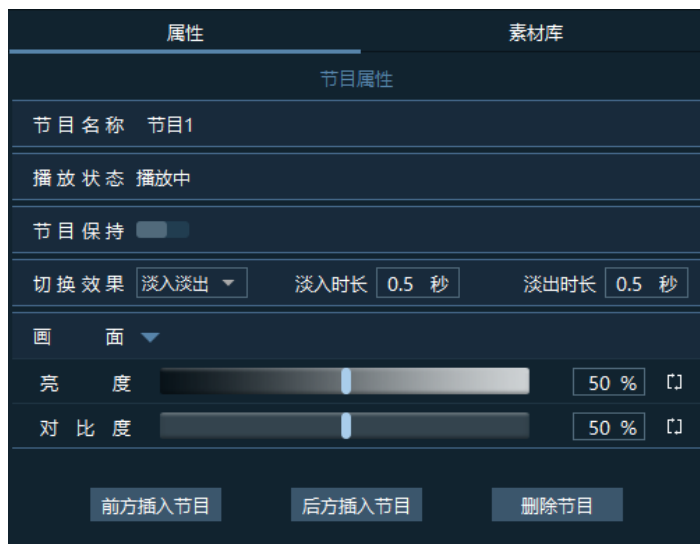 属性 素材库
节目属性
节目名称 节目1
播放状态 播放中
节目保持
切换效果 淡入淡出 淡入时长 0.5 秒 淡出时长 0.5 秒
画面
亮度 50 %
对比度 50 %
前方插入节目 后方插入节目 删除节目